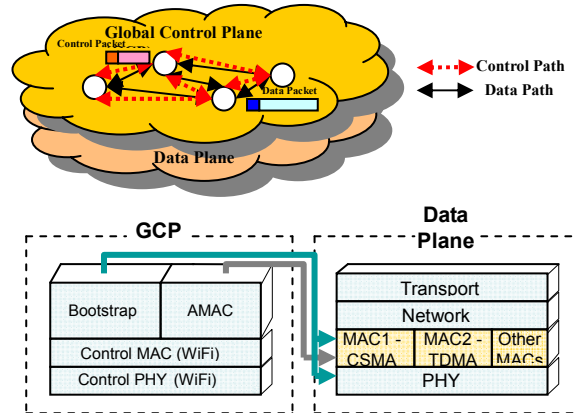 Global Control Plane
Control Packet
Control Path
Data Packet
Data Path
Data Plane
GCP
Data
Plane
Bootstrap
AMAC
Control MAC (WiFi)
Control PHY (WiFi)
Transport
Network
MAC1 -
CSMA
MAC2 -
TDMA
Other
MACs
PHY